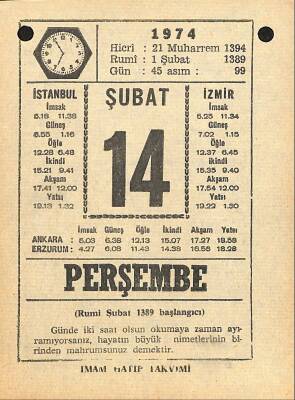 1974
Hicri : 21 Muharrem 1394
Rumî : 1 Şubat 1389
Gün : 45 asım : 99
İSTANBUL
İmsak
5.18 11.38
Güneş
6.55 1.16
Öğle
12.28 6.48
İkindi
15.21 9.41
Akşam
17.41 12.00
Yatsı
19.13 1.32
ŞUBAT
14
İZMİR
İmsak
5.25 11.34
Güneş
7.02 1.15
Öğle
12.37 6.45
İkindi
15.35 9.40
Akşam
17.54 12.00
Yatsı
19.22 1.30
İmsak Güneş Öğle İkindi Akşam Yatsı
ANKARA : 5.03 6.38 12.13 15.07 17.27 18.58
ERZURUM : 4.27 6.08 11.43 14.38 16.56 18.28
PERŞEMBE
(Rumi Şubat 1389 başlangıcı)
Günde iki saat olsun okumaya zaman ayı-
ramıyorsanız, hayatın büyük nimetlerinin bi-
rinden mahrumsunuz demektir.
İMAM HATİP TAKVİMİ